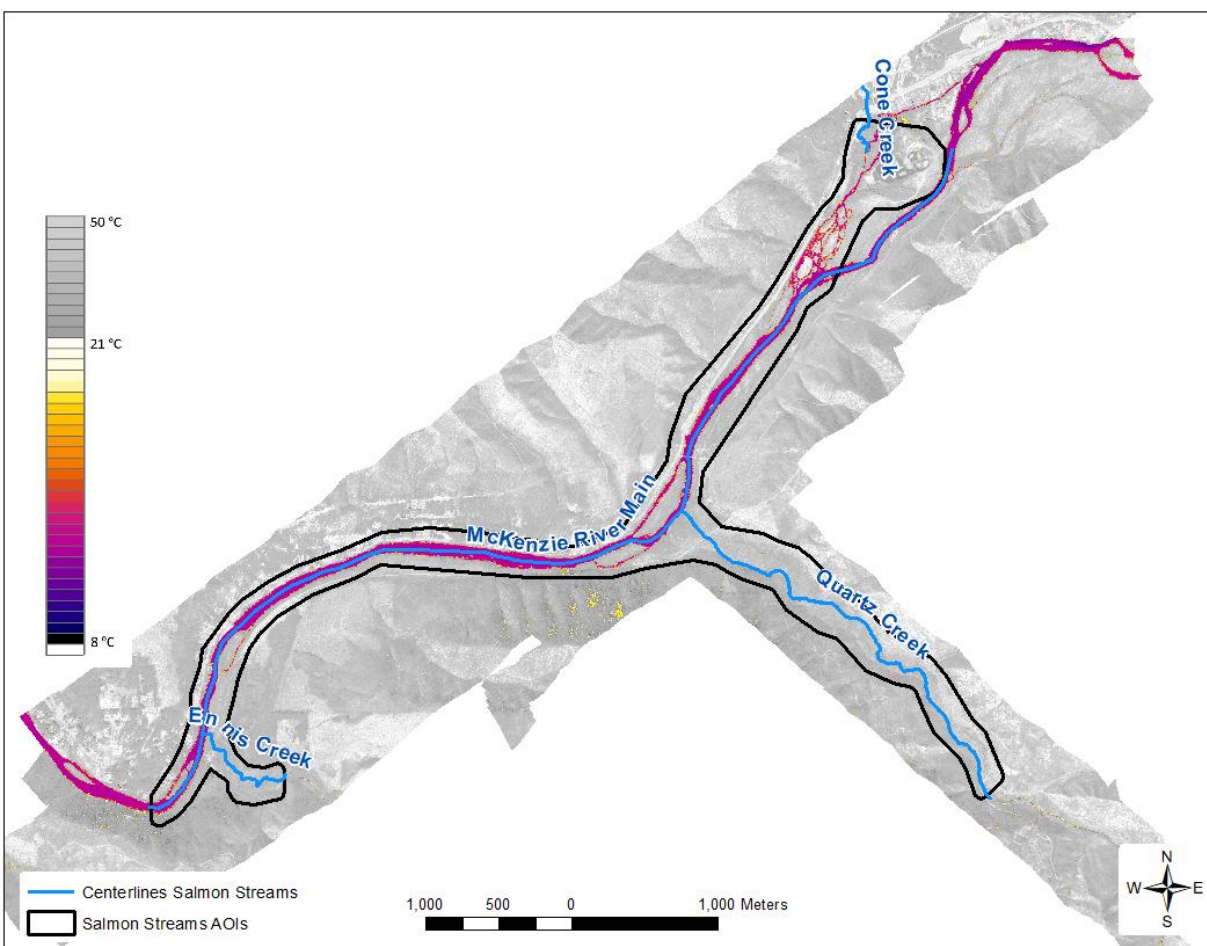 Cone Creek
50 °C
21 °C
8 °C
McKenzie River Main
Quartz Creek
Ennis Creek
Centerlines Salmon Streams
Salmon Streams AOIs
1,000 500 0 1,000 Meters
N
W E
S